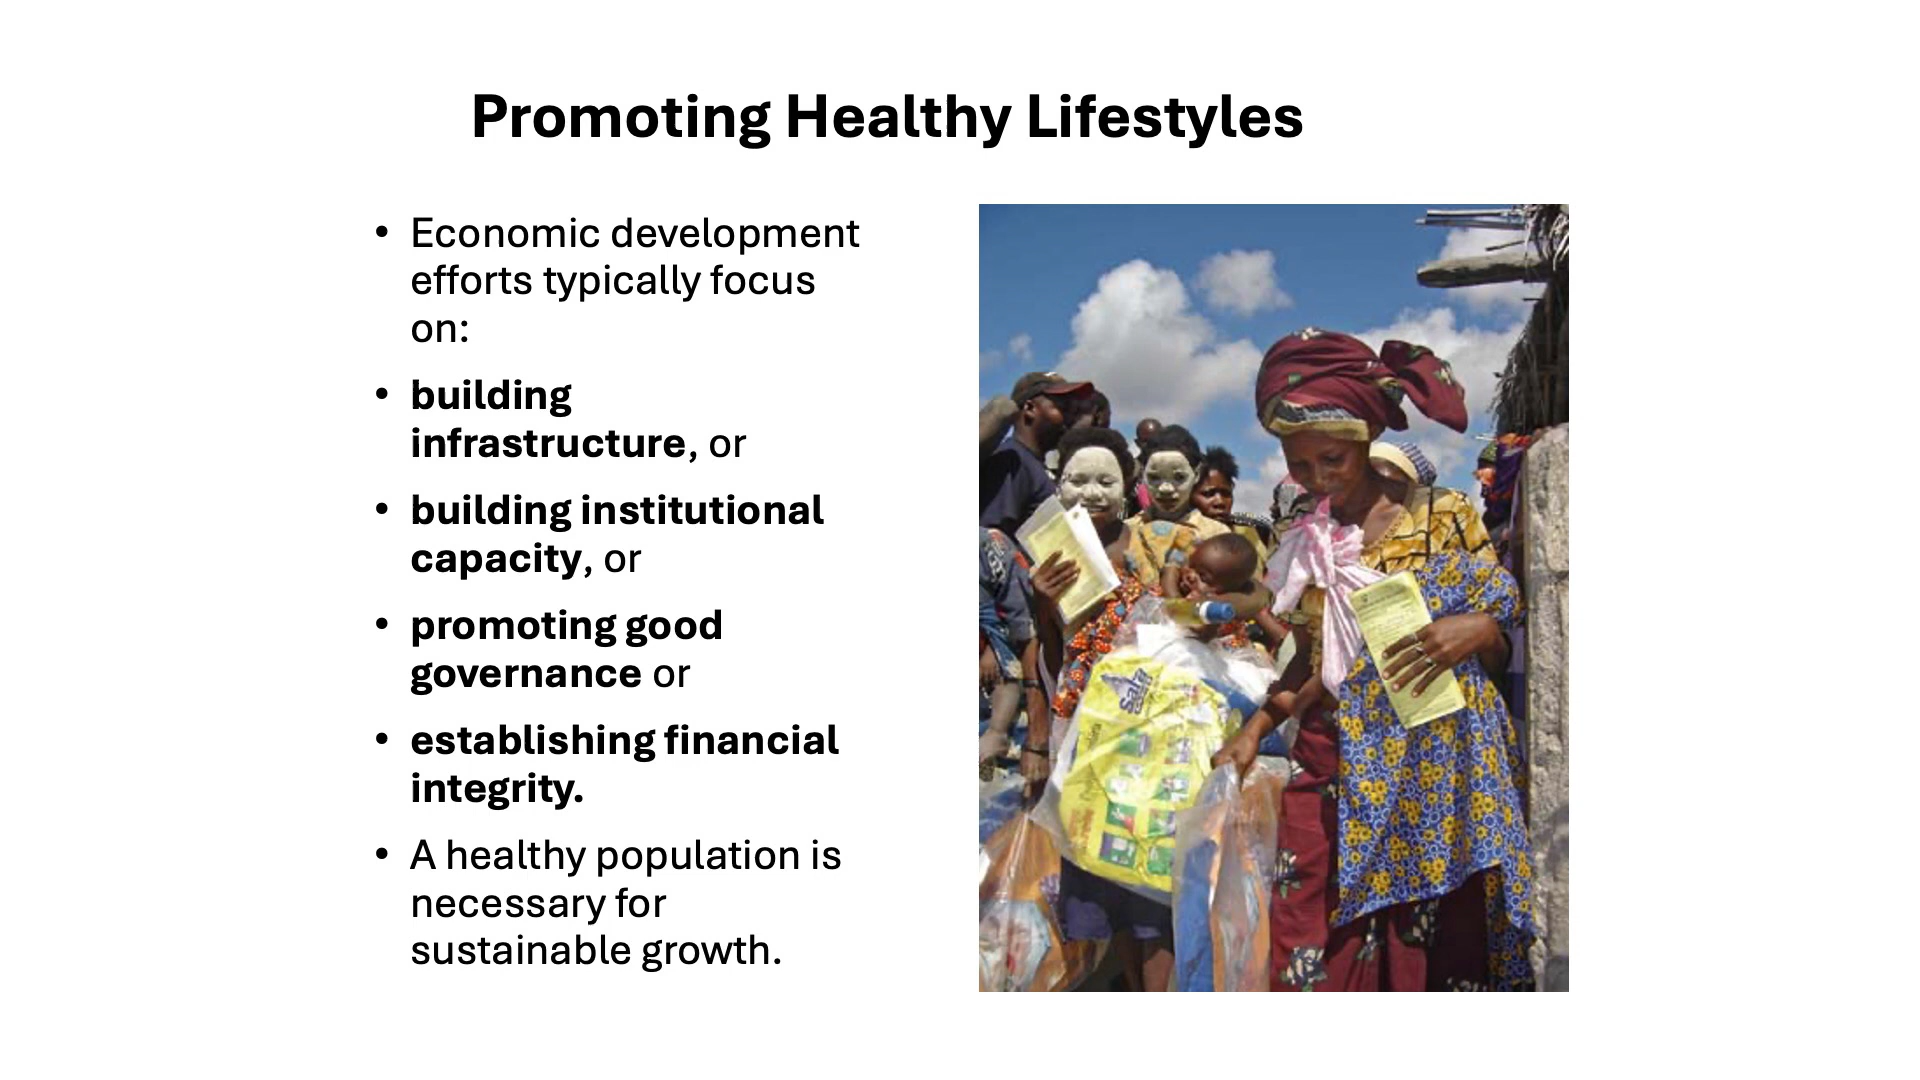 Promoting Healthy Lifestyles
• Economic development
efforts typically focus
on:
• building
infrastructure, or
• building institutional
capacity, or
• promoting good
governance or
• establishing financial
integrity.
• A healthy population is
necessary for
sustainable growth.